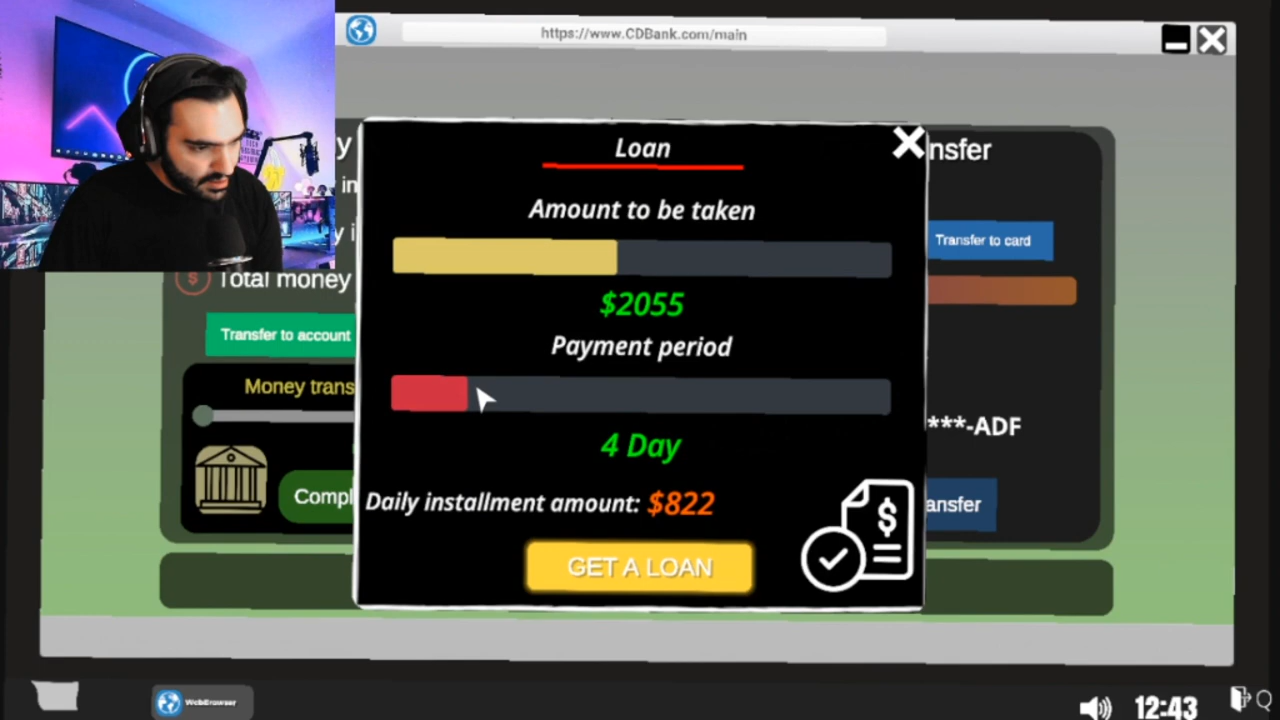 https://www.CDBank.com/main
Loan
nsfer
Amount to be taken
Transfer to card
Total money
$2055
Transfer to account
Payment period
Money trans
***-ADF
4 Day
Compl
Daily installment amount: $822
ansfer
GET A LOAN
WebBrowser
12:43
Q